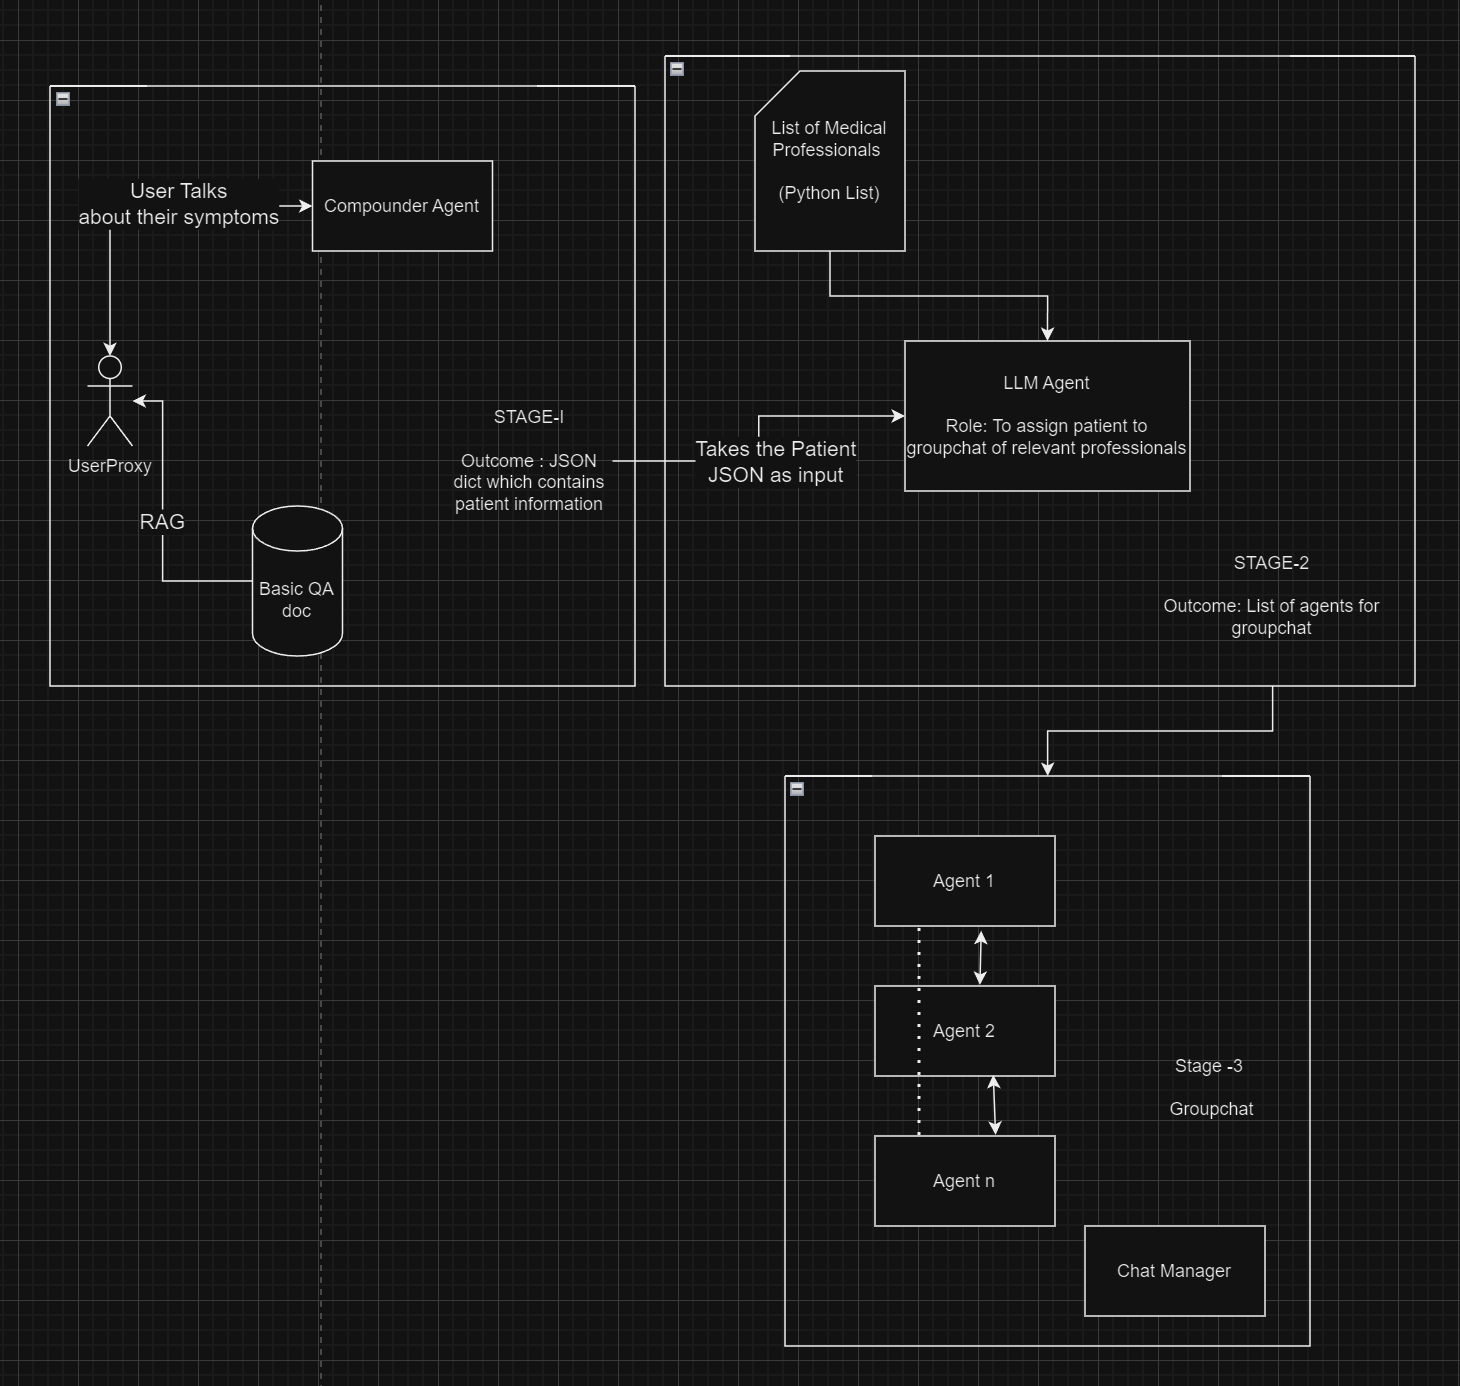 User Talks
about their symptoms
Compounder Agent
UserProxy
RAG
Basic QA
doc
STAGE-I
Outcome : JSON
dict which contains
patient information
List of Medical
Professionals
(Python List)
Takes the Patient
JSON as input
LLM Agent
Role: To assign patient to
groupchat of relevant professionals
STAGE-2
Outcome: List of agents for
groupchat
Agent 1
Agent 2
Agent n
Stage -3
Groupchat
Chat Manager